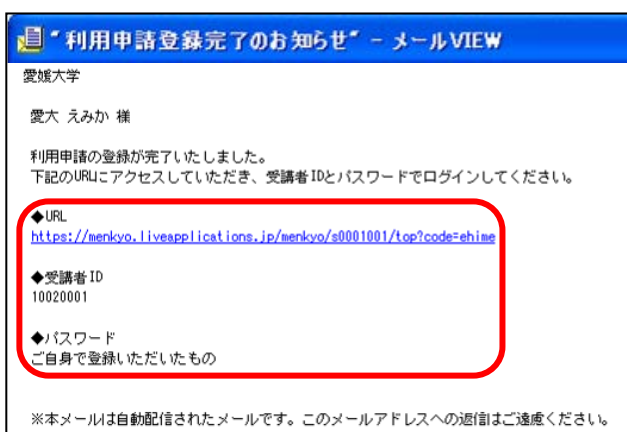 "利用申請登録完了のお知らせ" - メールVIEW
愛媛大学
愛大 えみか 様
利用申請の登録が完了いたしました。
下記のURLにアクセスしていただき、受講者IDとパスワードでログインしてください。
◆URL
https://menkyo.liveapplications.jp/menkyo/s0001001/top?code=ehime
◆受講者ID
10020001
◆パスワード
ご自身で登録いただいたもの
※本メールは自動配信されたメールです。このメールアドレスへの返信はご遠慮ください。